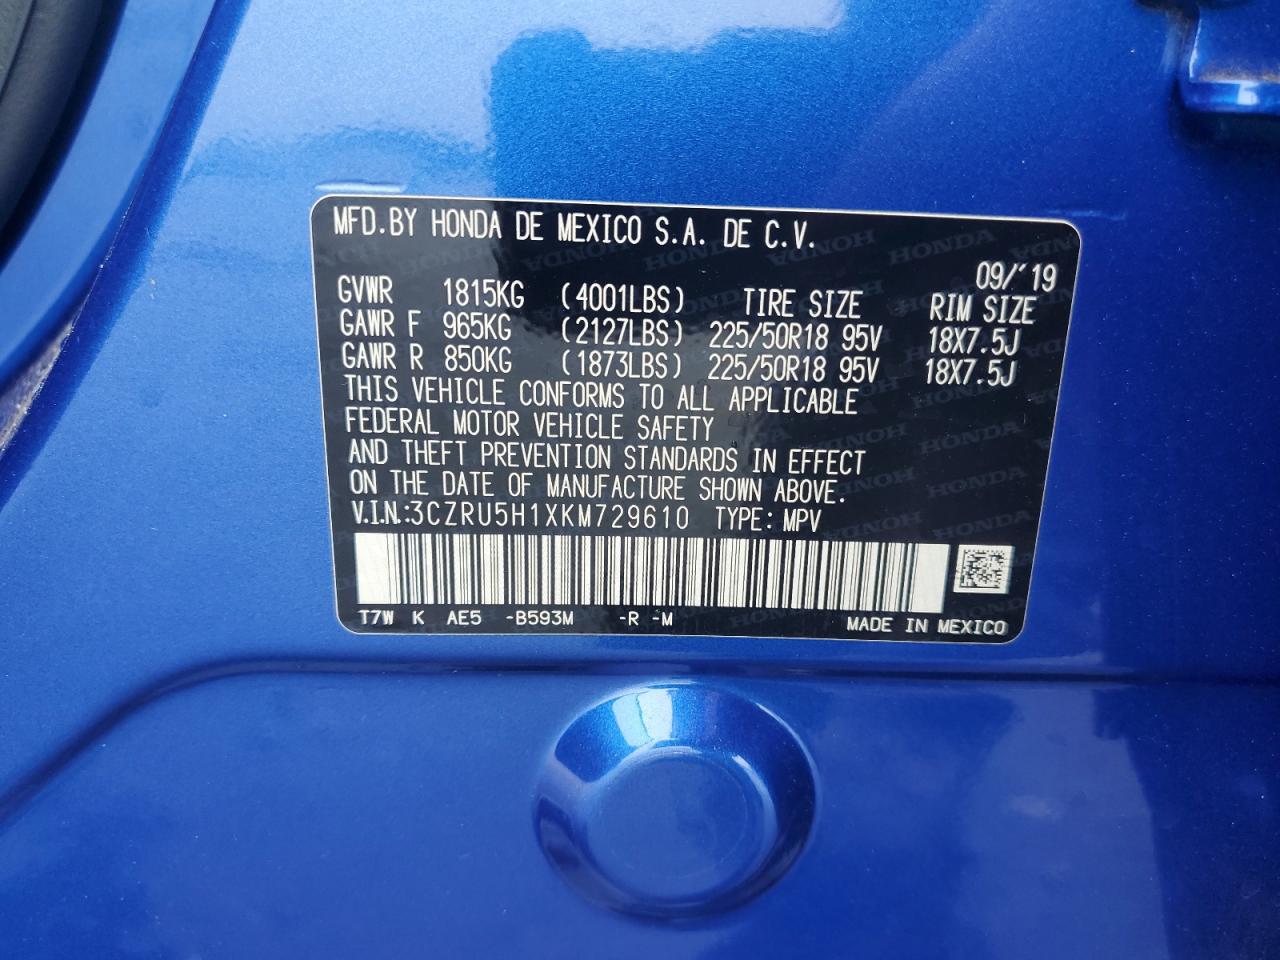 MFD.BY HONDA DE MEXICO S.A. DE C.V.
09/'19
GVWR 1815KG (4001LBS) TIRE SIZE RIM SIZE
GAWR F 965KG (2127LBS) 225/50R18 95V 18X7.5J
GAWR R 850KG (1873LBS) 225/50R18 95V 18X7.5J
THIS VEHICLE CONFORMS TO ALL APPLICABLE
FEDERAL MOTOR VEHICLE SAFETY
AND THEFT PREVENTION STANDARDS IN EFFECT
ON THE DATE OF MANUFACTURE SHOWN ABOVE.
V.I.N.:3CZRU5H1XKM729610 TYPE: MPV
T7W K AE5 -B593M -R -M MADE IN MEXICO